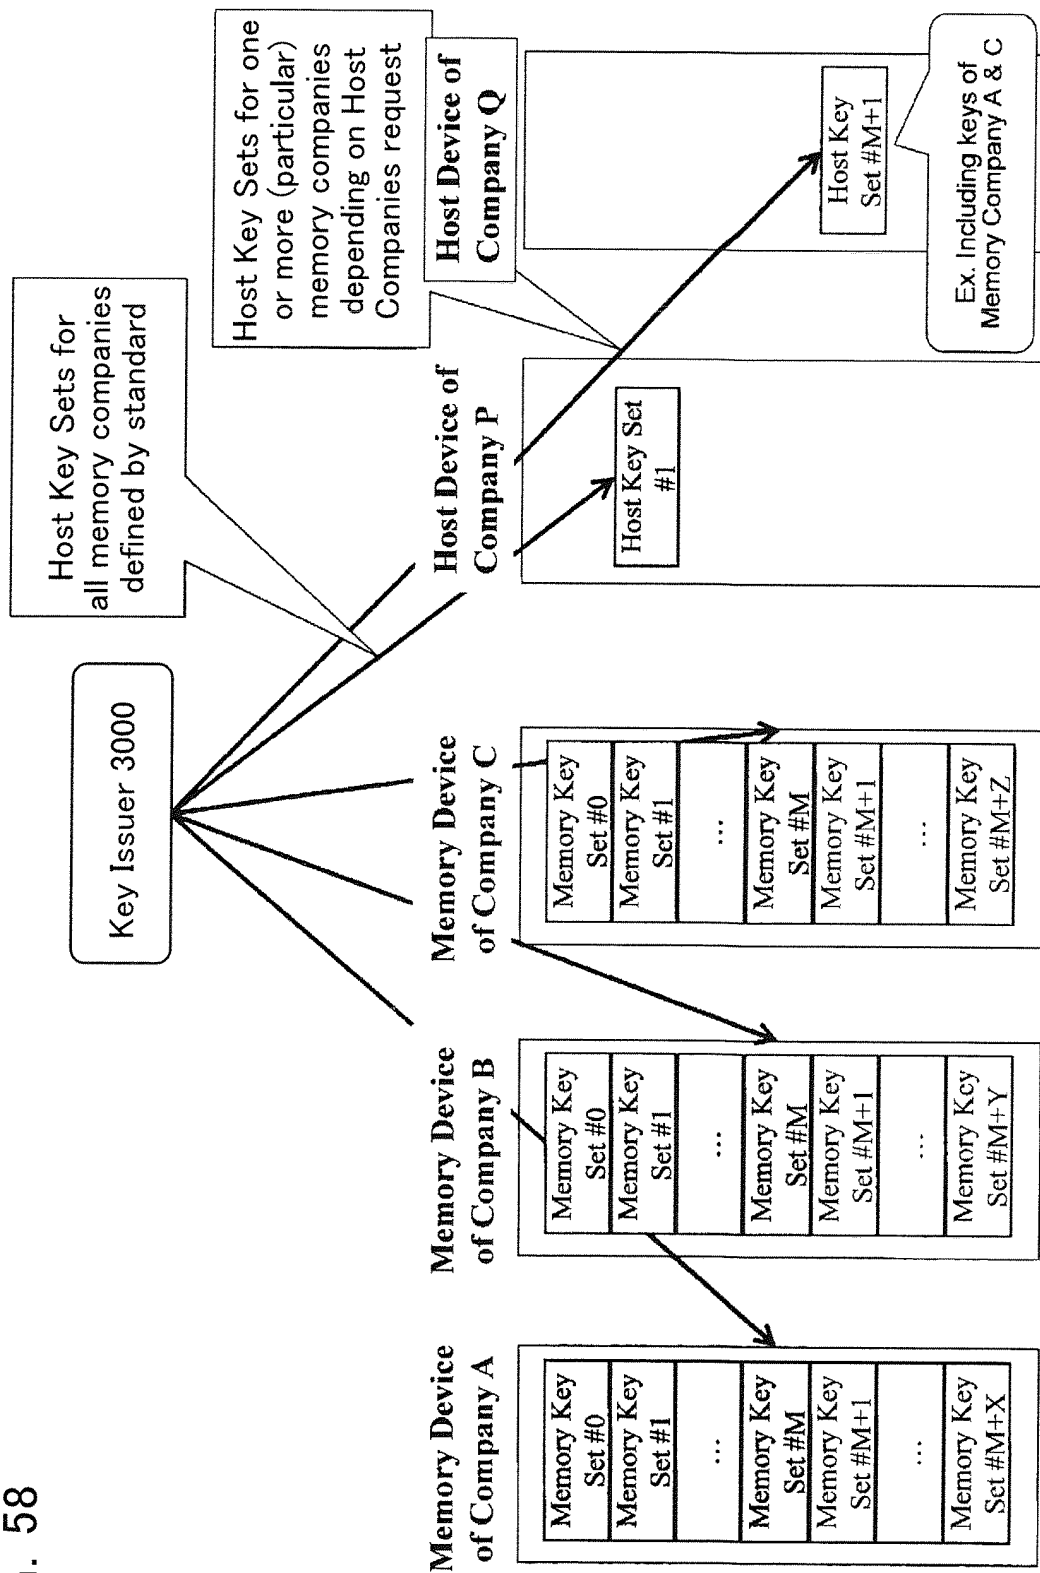 . 58
Key Issuer 3000
Host Key Sets for
all memory companies
defined by standard
Host Key Sets for one
or more (particular)
memory companies
depending on Host
Companies request
Memory Device
of Company A
Memory Key
Set #0
Memory Key
Set #1
...
Memory Key
Set #M
Memory Key
Set #M+1
...
Memory Key
Set #M+X
Memory Device
of Company B
Memory Key
Set #0
Memory Key
Set #1
...
Memory Key
Set #M
Memory Key
Set #M+1
...
Memory Key
Set #M+Y
Memory Device
of Company C
Memory Key
Set #0
Memory Key
Set #1
...
Memory Key
Set #M
Memory Key
Set #M+1
...
Memory Key
Set #M+Z
Host Device of
Company P
Host Key Set
#1
Host Device of
Company Q
Host Key
Set #M+1
Ex. Including keys of
Memory Company A & C